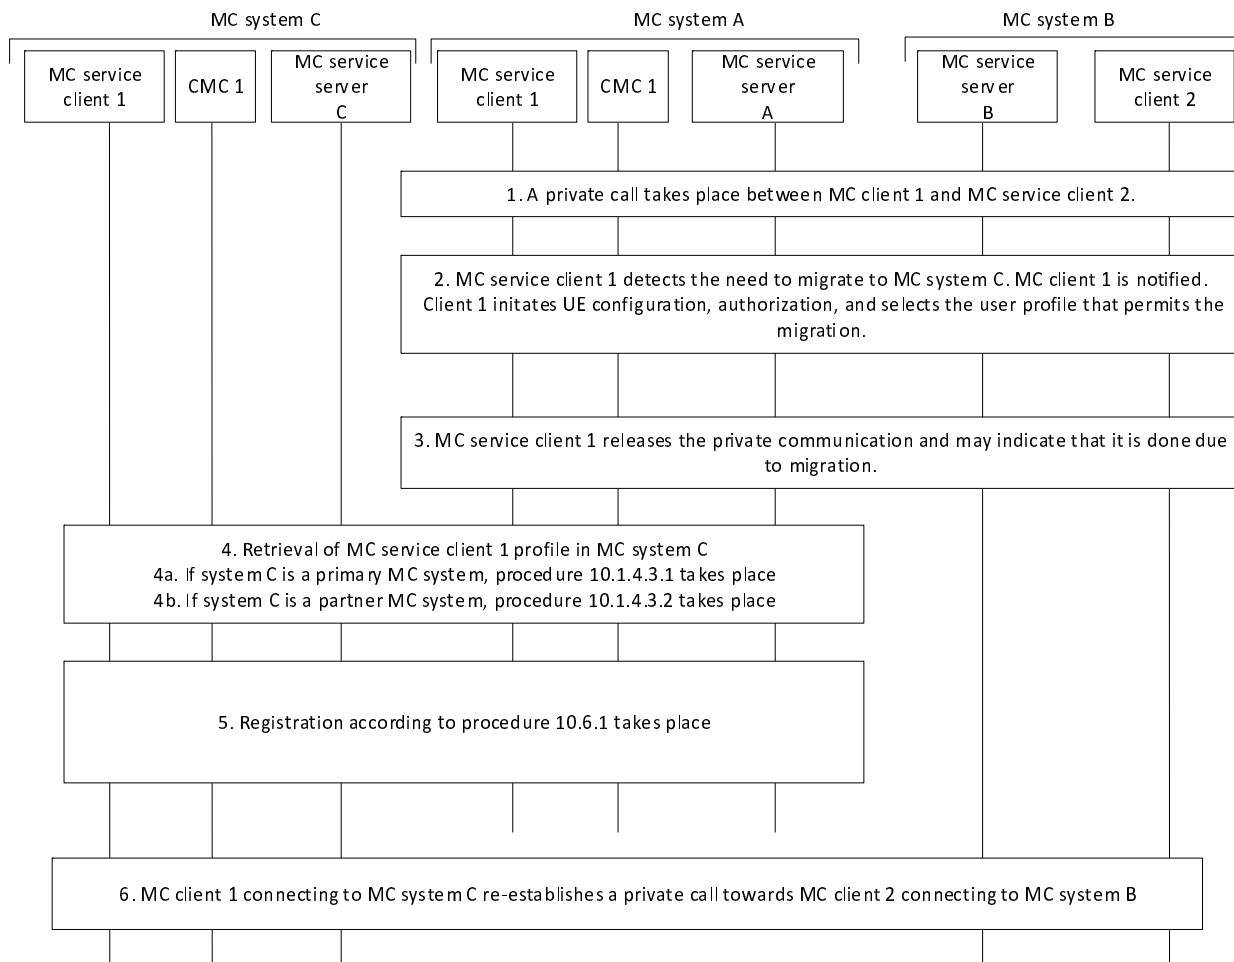 MC system C
MC system A
MC system B
MC service
client 1
CMC 1
MC service
server
C
MC service
client 1
CMC 1
MC service
server
A
MC service
server
B
MC service
client 2
1. A private call takes place between MC client 1 and MC service client 2.
2. MC service client 1 detects the need to migrate to MC system C. MC client 1 is notified.
Client 1 initates UE configuration, authorization, and selects the user profile that permits the
migration.
3. MC service client 1 releases the private communication and may indicate that it is done due
to migration.
4. Retrieval of MC service client 1 profile in MC system C
4a. If system C is a primary MC system, procedure 10.1.4.3.1 takes place
4b. If system C is a partner MC system, procedure 10.1.4.3.2 takes place
5. Registration according to procedure 10.6.1 takes place
6. MC client 1 connecting to MC system C re-establishes a private call towards MC client 2 connecting to MC system B